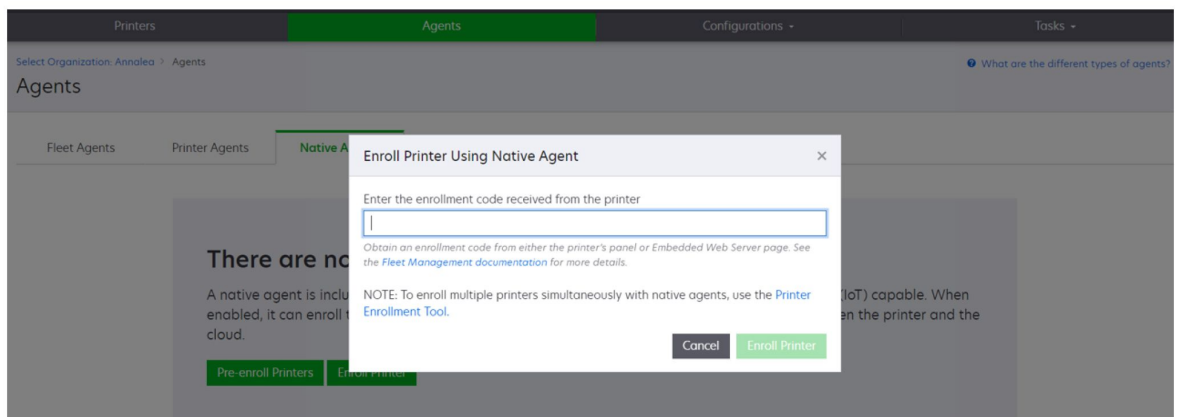 Printers Agents Configurations Tasks
Select Organization: Annalea > Agents What are the different types of agents?
Agents
Fleet Agents Printer Agents Native A
Enroll Printer Using Native Agent ×
Enter the enrollment code received from the printer
Obtain an enrollment code from either the printer's panel or Embedded Web Server page. See
the Fleet Management documentation for more details.
There are no
A native agent is inclu (IoT) capable. When
NOTE: To enroll multiple printers simultaneously with native agents, use the Printer
enabled, it can enroll t en the printer and the
Enrollment Tool.
cloud.
Cancel Enroll Printer
Pre-enroll Printers Enroll Printer